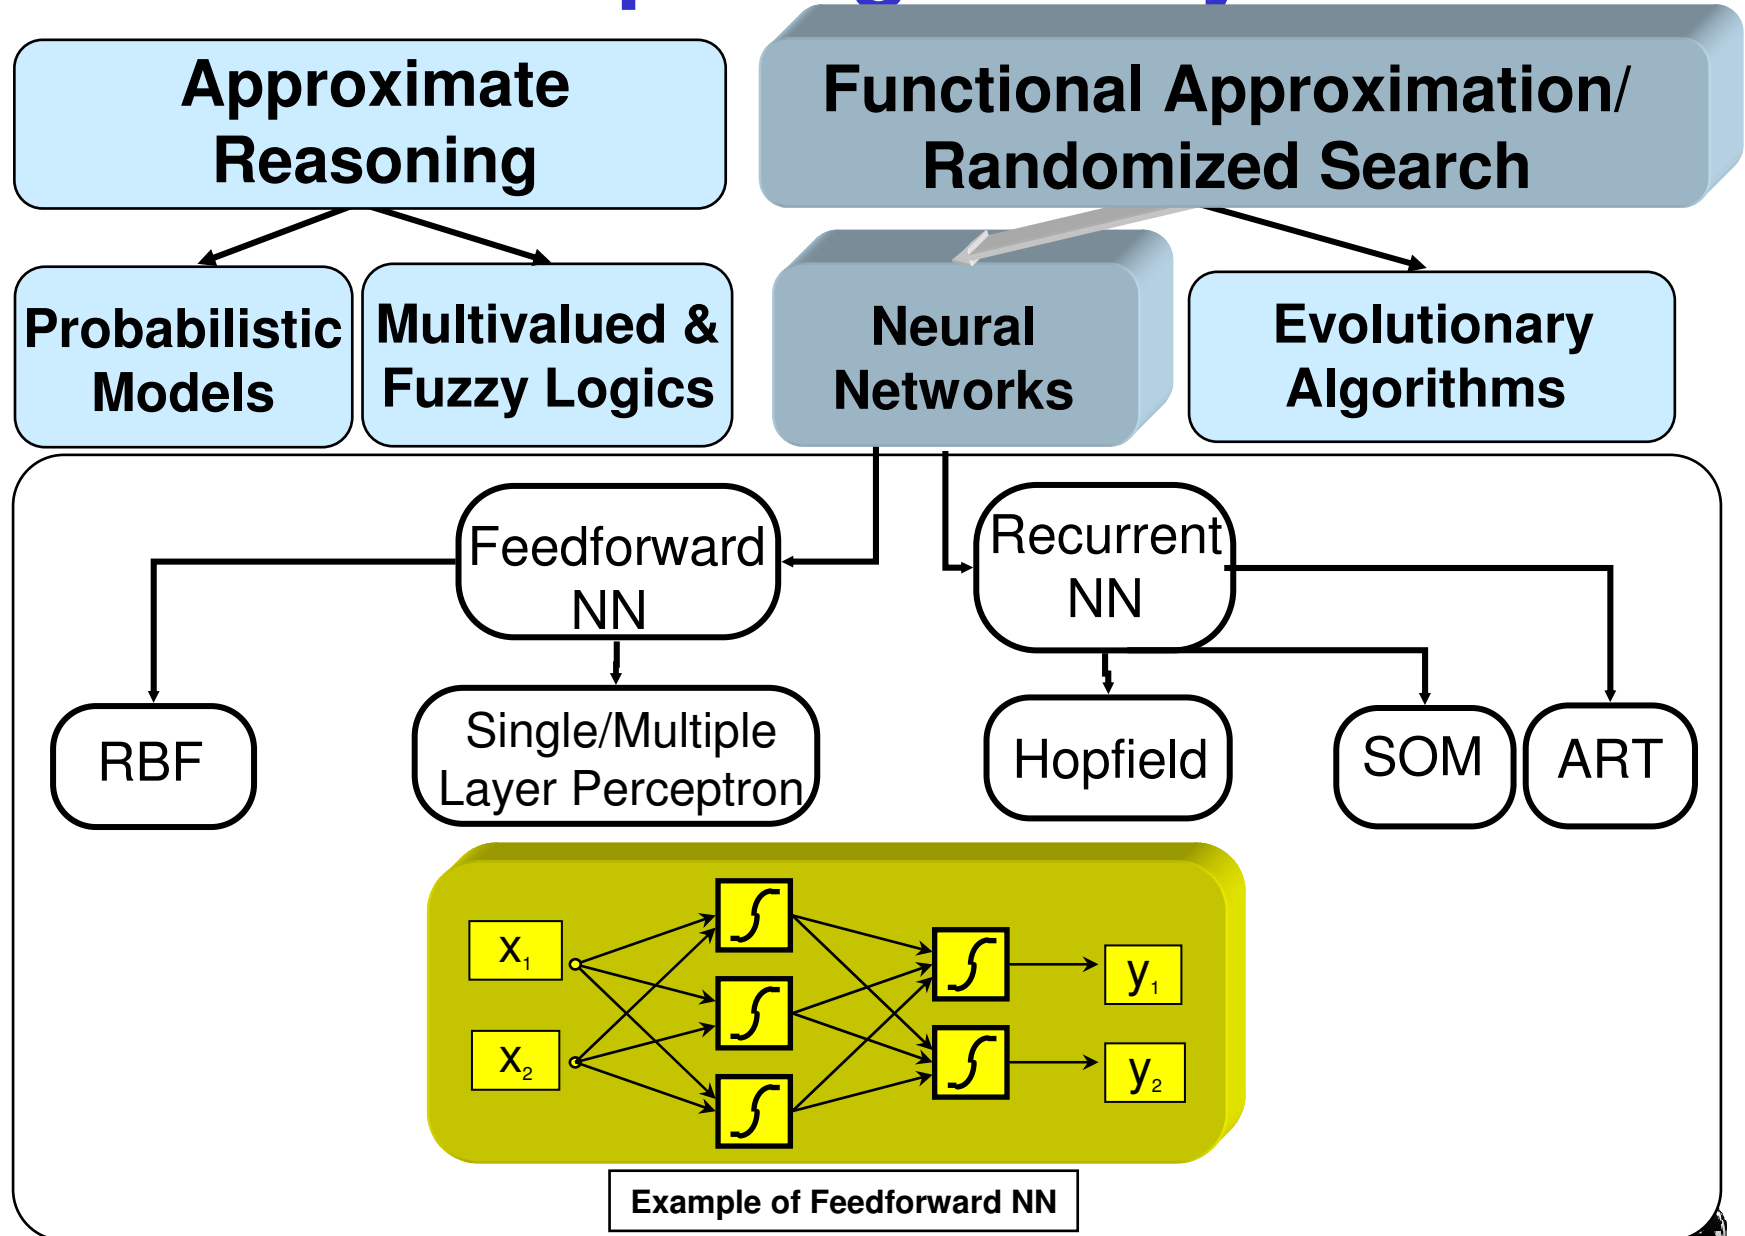 Approximate
Reasoning
Functional Approximation/
Randomized Search
Probabilistic
Models
Multivalued &
Fuzzy Logics
Neural
Networks
Evolutionary
Algorithms
Feedforward
NN
Recurrent
NN
RBF
Single/Multiple
Layer Perceptron
Hopfield
SOM
ART
x₁
x₂
y₁
y₂
Example of Feedforward NN